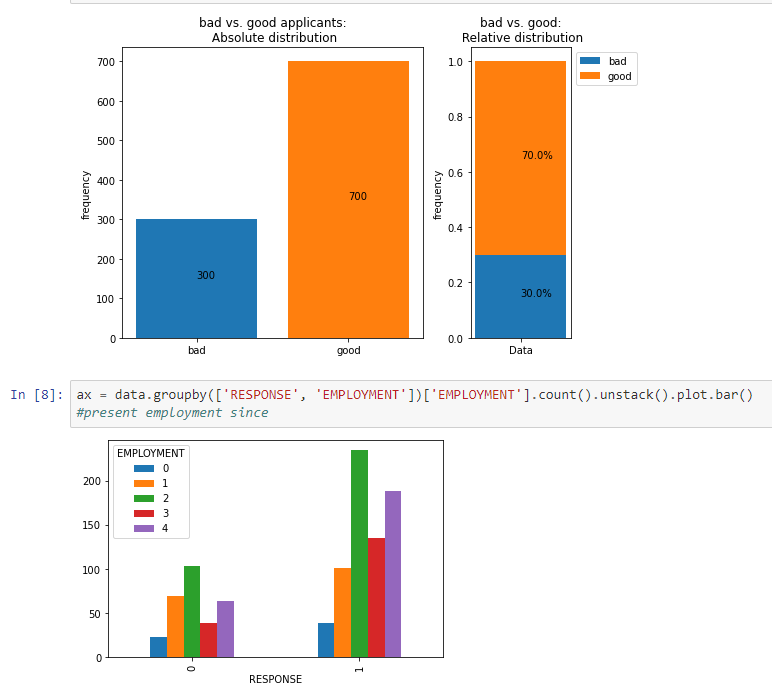 bad vs. good applicants:
Absolute distribution
700
600
500
400
300
200
100
0
frequency
300
700
bad
good
bad vs. good:
Relative distribution
1.0
0.8
0.6
0.4
0.2
0.0
frequency
70.0%
30.0%
Data
bad
good
In [8]: ax = data.groupby(['RESPONSE', 'EMPLOYMENT'])['EMPLOYMENT'].count().unstack().plot.bar()
#present employment since
EMPLOYMENT
0
1
2
3
4
200
150
100
50
0
0
1
RESPONSE